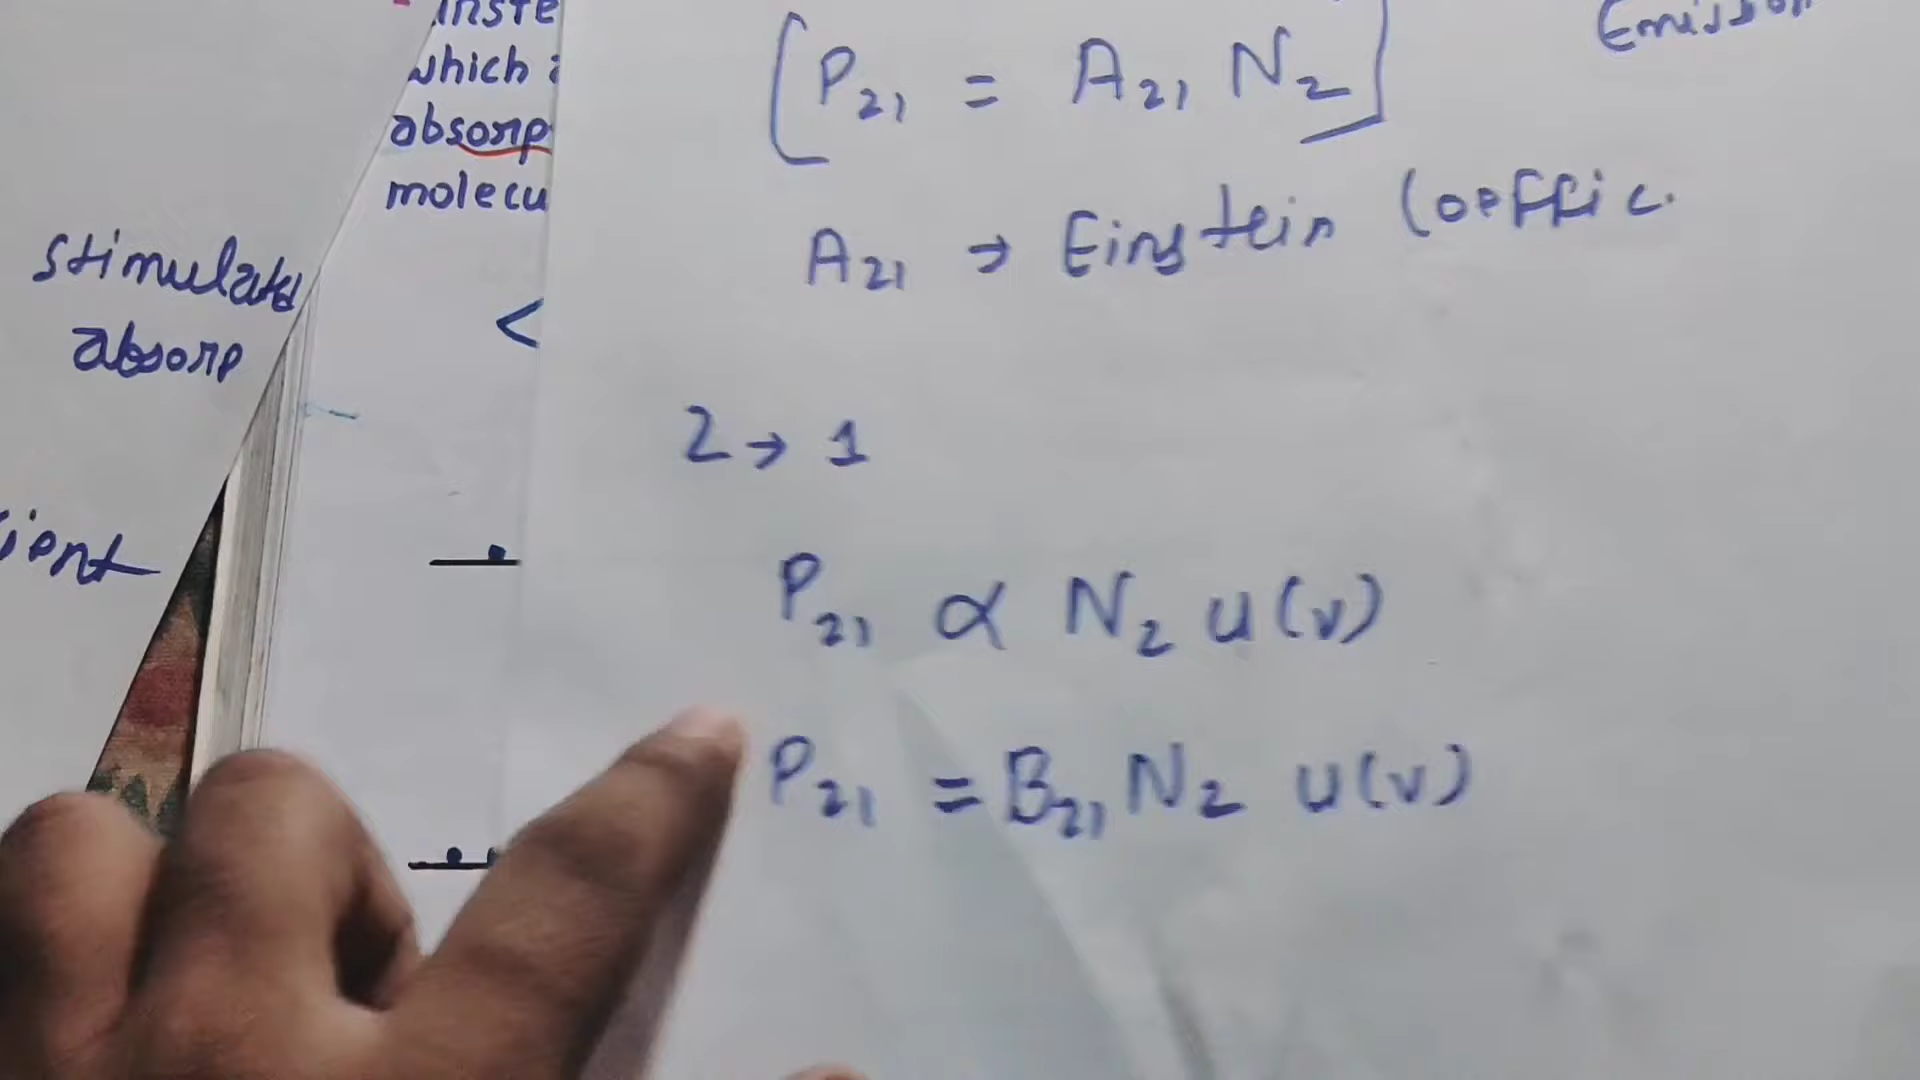 which
absorp
molecu
stimulated
absorp
<
ient
Emission
[P₂₁ = A₂₁ N₂]
A₂₁ → Einstein Coeffic.
2 → 1
P₂₁ ∝ N₂ u(ν)
P₂₁ = B₂₁ N₂ u(ν)